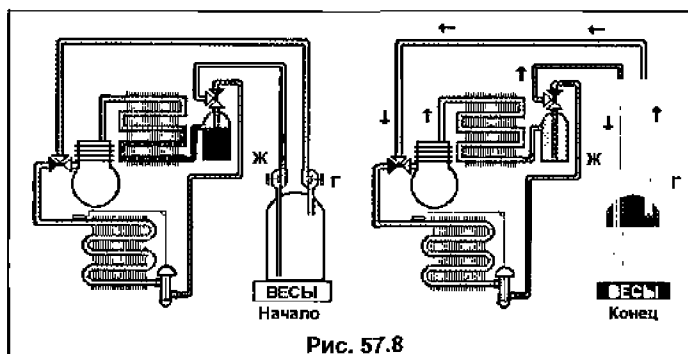 Ж
Г
ВЕСЫ
Начало
Ж
Г
ВЕСЫ
Конец
Рис. 57.8